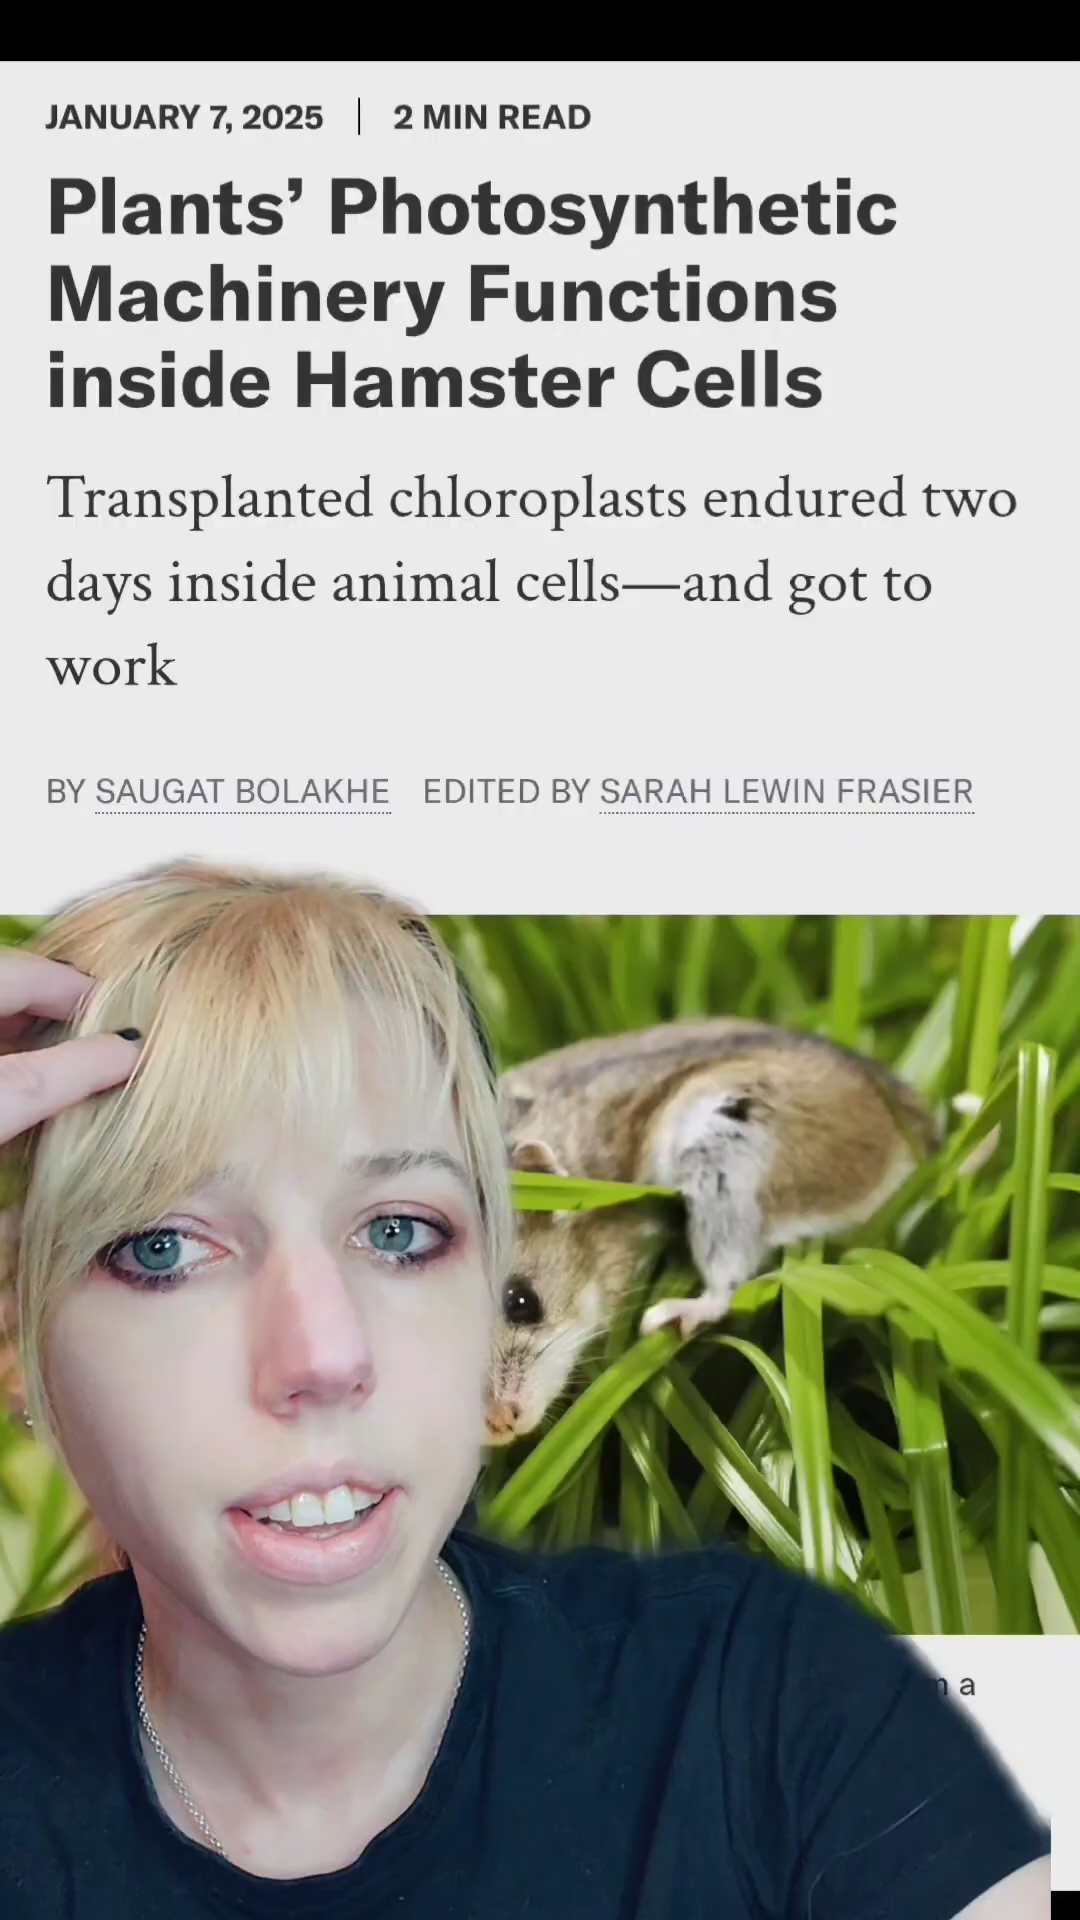 JANUARY 7, 2025 | 2 MIN READ
Plants’ Photosynthetic
Machinery Functions
inside Hamster Cells
Transplanted chloroplasts endured two
days inside animal cells—and got to
work
BY SAUGAT BOLAKHE EDITED BY SARAH LEWIN FRASIER
a